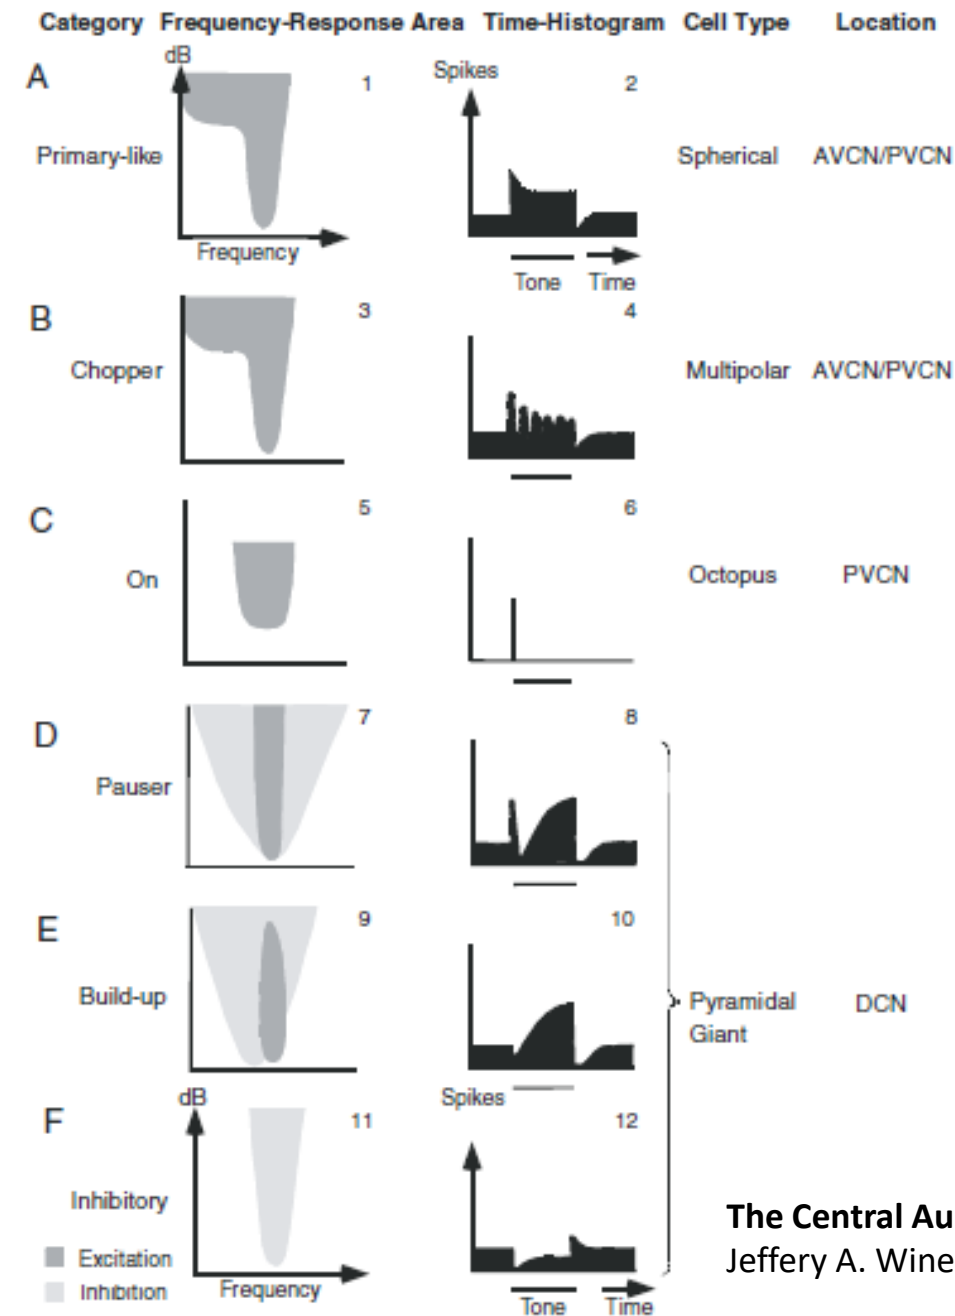 Category Frequency-Response Area Time-Histogram Cell Type Location
dB
A 1 Spikes 2
Primary-like Spherical AVCN/PVCN
Frequency
Tone Time
B 3 4
Chopper Multipolar AVCN/PVCN
C 5 6
On Octopus PVCN
D 7 8
Pauser
E 9 10
Build-up Pyramidal DCN
Giant
dB Spikes
F 11 12
Inhibitory
Excitation
Inhibition
Frequency
Tone Time
The Central Au
Jeffery A. Wine